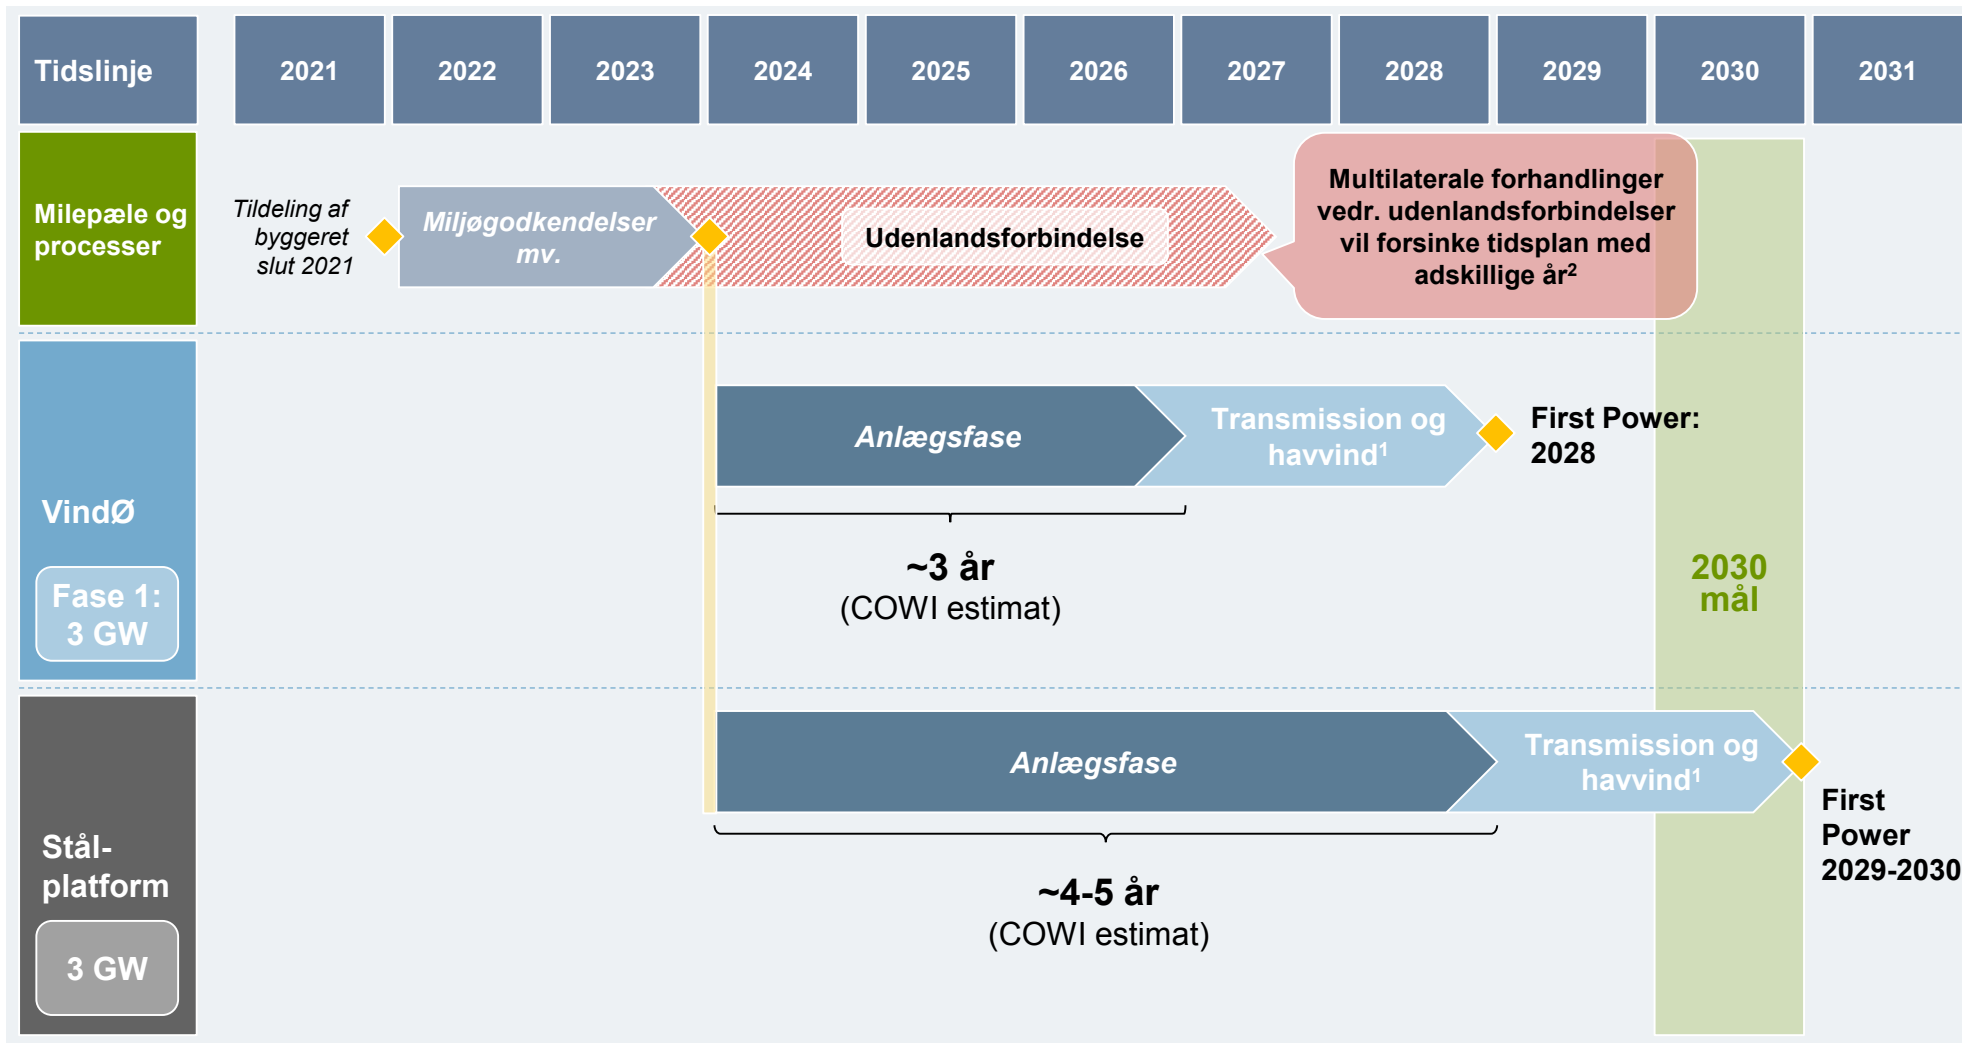 Tidslinje
2021
2022
2023
2024
2025
2026
2027
2028
2029
2030
2031
Milepæle og
processer
Tildeling af
byggeret
slut 2021
Miljøgodkendelser
mv.
Udenlandsforbindelse
Multilaterale forhandlinger
vedr. udenlandsforbindelser
vil forsinke tidsplan med
adskillige år²
VindØ
Fase 1:
3 GW
Anlægsfase
Transmission og
havvind¹
First Power:
2028
~3 år
(COWI estimat)
2030
mål
Stål-
platform
3 GW
Anlægsfase
Transmission og
havvind¹
First
Power
2029-2030
~4-5 år
(COWI estimat)